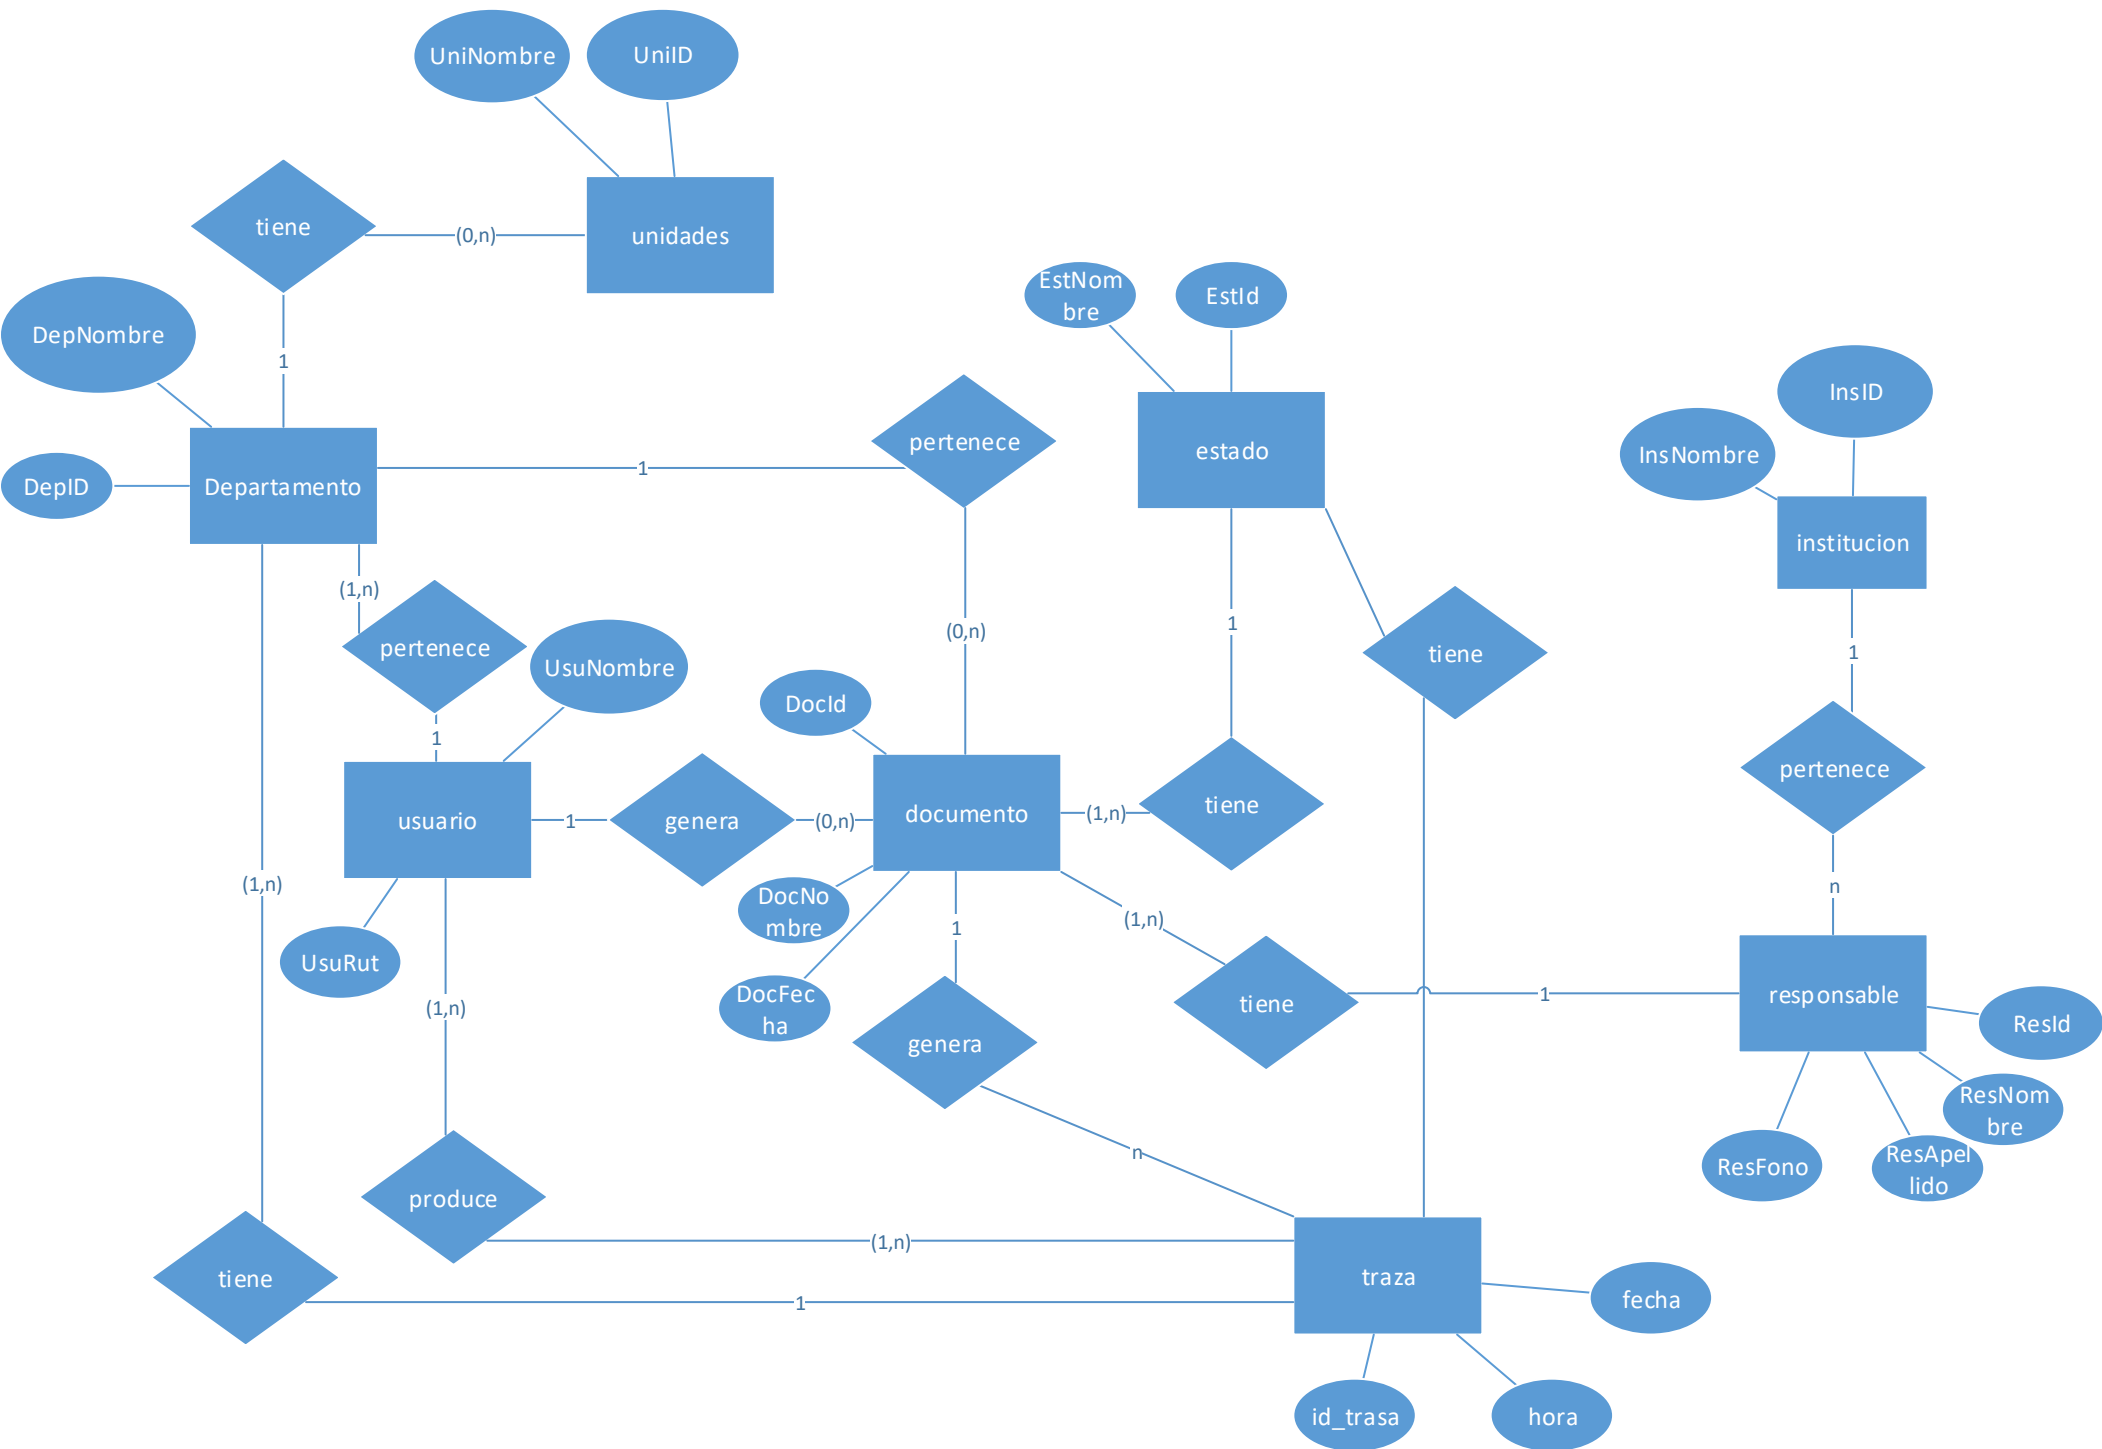 UniNombre
UniID
tiene
(0,n)
unidades
EstNom
bre
EstId
DepNombre
1
InsID
pertenece
estado
InsNombre
1
DepID
Departamento
institucion
(1,n)
pertenece
(0,n)
1
tiene
1
UsuNombre
DocId
1
pertenece
usuario
1
genera
(0,n)
documento
(1,n)
tiene
(1,n)
n
DocNo
mbre
1
(1,n)
UsuRut
DocFec
ha
(1,n)
tiene
1
responsable
ResId
genera
ResNom
bre
n
ResFono
ResApel
lido
produce
(1,n)
tiene
1
traza
fecha
id_trasa
hora